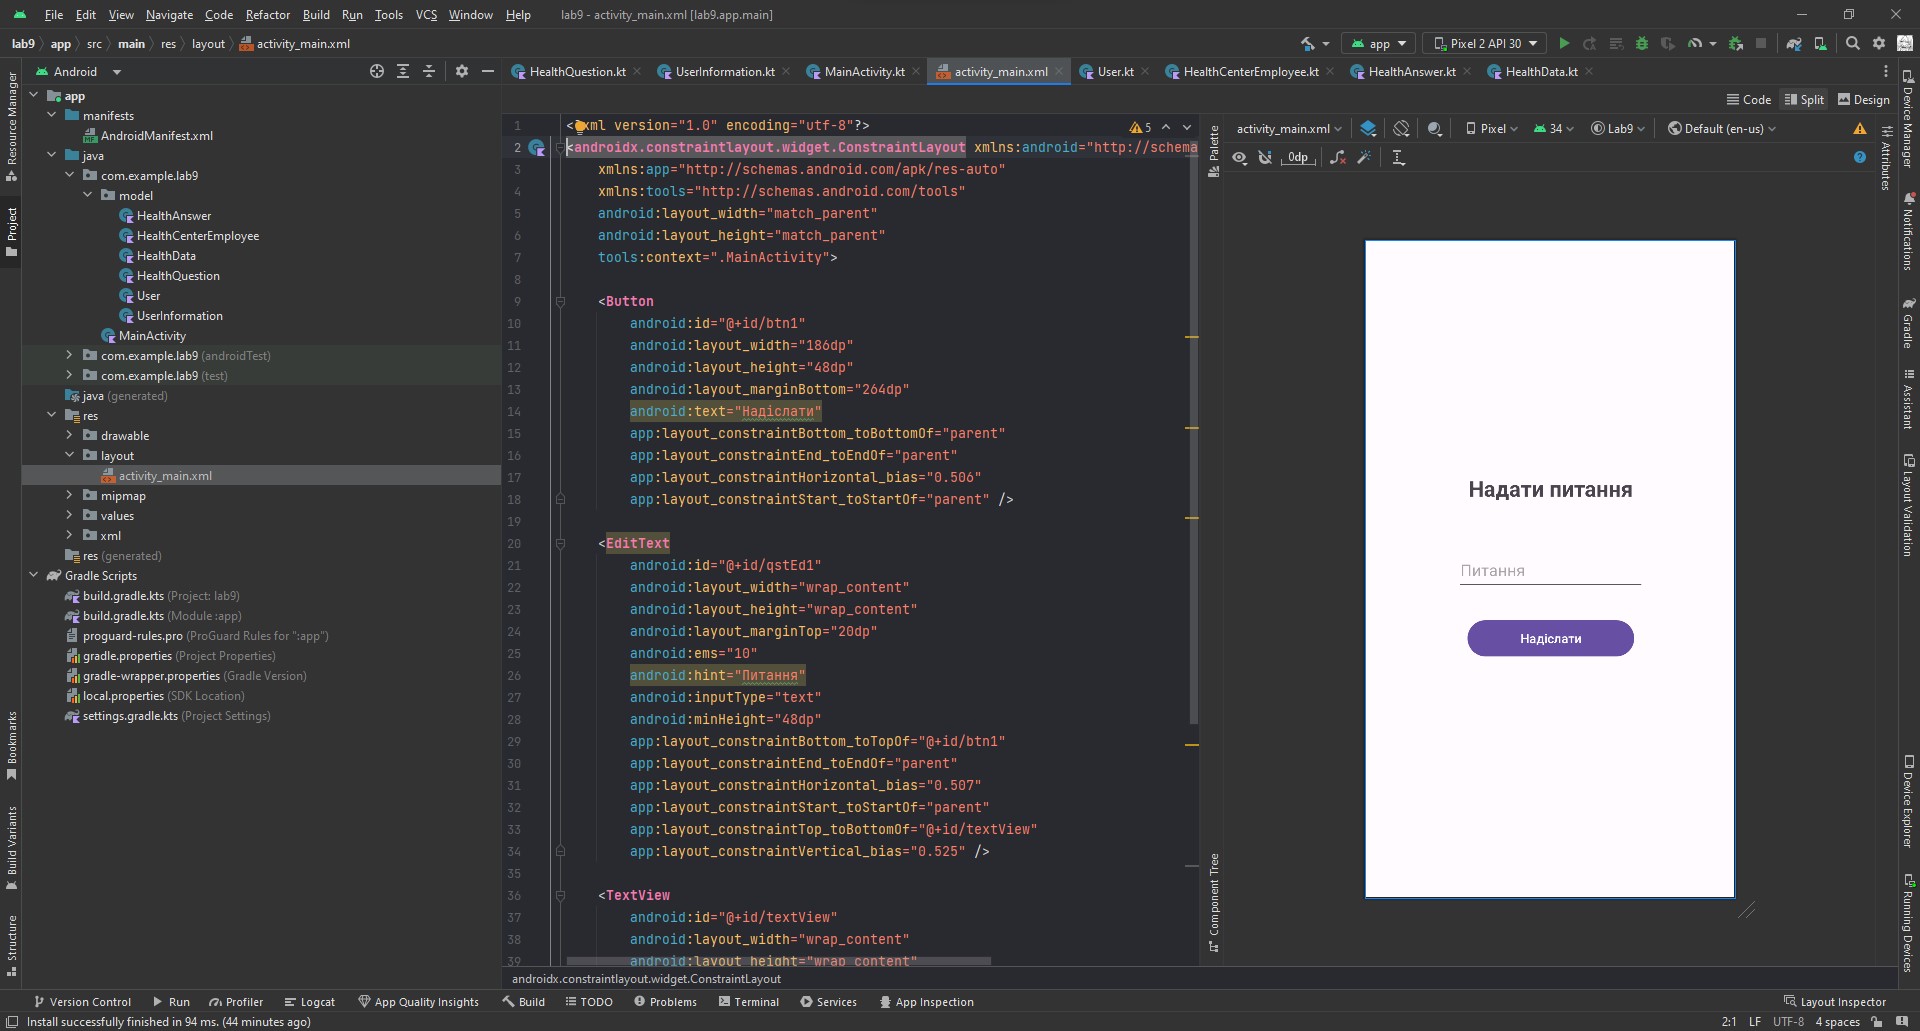 File Edit View Navigate Code Refactor Build Run Tools VCS Window Help lab9 - activity_main.xml [lab9.app.main]
lab9 app src main res layout activity_main.xml app Pixel 2 API 30
Android HealthQuestion.kt UserInformation.kt MainActivity.kt activity_main.xml User.kt HealthCenterEmployee.kt HealthAnswer.kt HealthData.kt
Code Split Design
Resource Manager
Project
Bookmarks
Build Variants
Structure
app
manifests
AndroidManifest.xml
java
com.example.lab9
model
HealthAnswer
HealthCenterEmployee
HealthData
HealthQuestion
User
UserInformation
MainActivity
com.example.lab9 (androidTest)
com.example.lab9 (test)
java (generated)
res
drawable
layout
activity_main.xml
mipmap
values
xml
res (generated)
Gradle Scripts
build.gradle.kts (Project: lab9)
build.gradle.kts (Module :app)
proguard-rules.pro (ProGuard Rules for ":app")
gradle.properties (Project Properties)
gradle-wrapper.properties (Gradle Version)
local.properties (SDK Location)
settings.gradle.kts (Project Settings)
1 <?xml version="1.0" encoding="utf-8"?> 5
2 <androidx.constraintlayout.widget.ConstraintLayout xmlns:android="http://schema
3 xmlns:app="http://schemas.android.com/apk/res-auto"
4 xmlns:tools="http://schemas.android.com/tools"
5 android:layout_width="match_parent"
6 android:layout_height="match_parent"
7 tools:context=".MainActivity">
8
9 <Button
10 android:id="@+id/btn1"
11 android:layout_width="186dp"
12 android:layout_height="48dp"
13 android:layout_marginBottom="264dp"
14 android:text="Надіслати"
15 app:layout_constraintBottom_toBottomOf="parent"
16 app:layout_constraintEnd_toEndOf="parent"
17 app:layout_constraintHorizontal_bias="0.506"
18 app:layout_constraintStart_toStartOf="parent" />
19
20 <EditText
21 android:id="@+id/qstEd1"
22 android:layout_width="wrap_content"
23 android:layout_height="wrap_content"
24 android:layout_marginTop="20dp"
25 android:ems="10"
26 android:hint="Питання"
27 android:inputType="text"
28 android:minHeight="48dp"
29 app:layout_constraintBottom_toTopOf="@+id/btn1"
30 app:layout_constraintEnd_toEndOf="parent"
31 app:layout_constraintHorizontal_bias="0.507"
32 app:layout_constraintStart_toStartOf="parent"
33 app:layout_constraintTop_toBottomOf="@+id/textView"
34 app:layout_constraintVertical_bias="0.525" />
35
36 <TextView
37 android:id="@+id/textView"
38 android:layout_width="wrap_content"
39 android:layout_height="wrap_content"
androidx.constraintlayout.widget.ConstraintLayout
Palette
Component Tree
activity_main.xml Pixel 34 Lab9 Default (en-us)
0dp
Надати питання
Питання
Надіслати
Attributes
Device Manager
Notifications
Gradle
Assistant
Layout Validation
Device Explorer
Running Devices
Version Control Run Profiler Logcat App Quality Insights Build TODO Problems Terminal Services App Inspection Layout Inspector
Install successfully finished in 94 ms. (44 minutes ago) 2:1 LF UTF-8 4 spaces